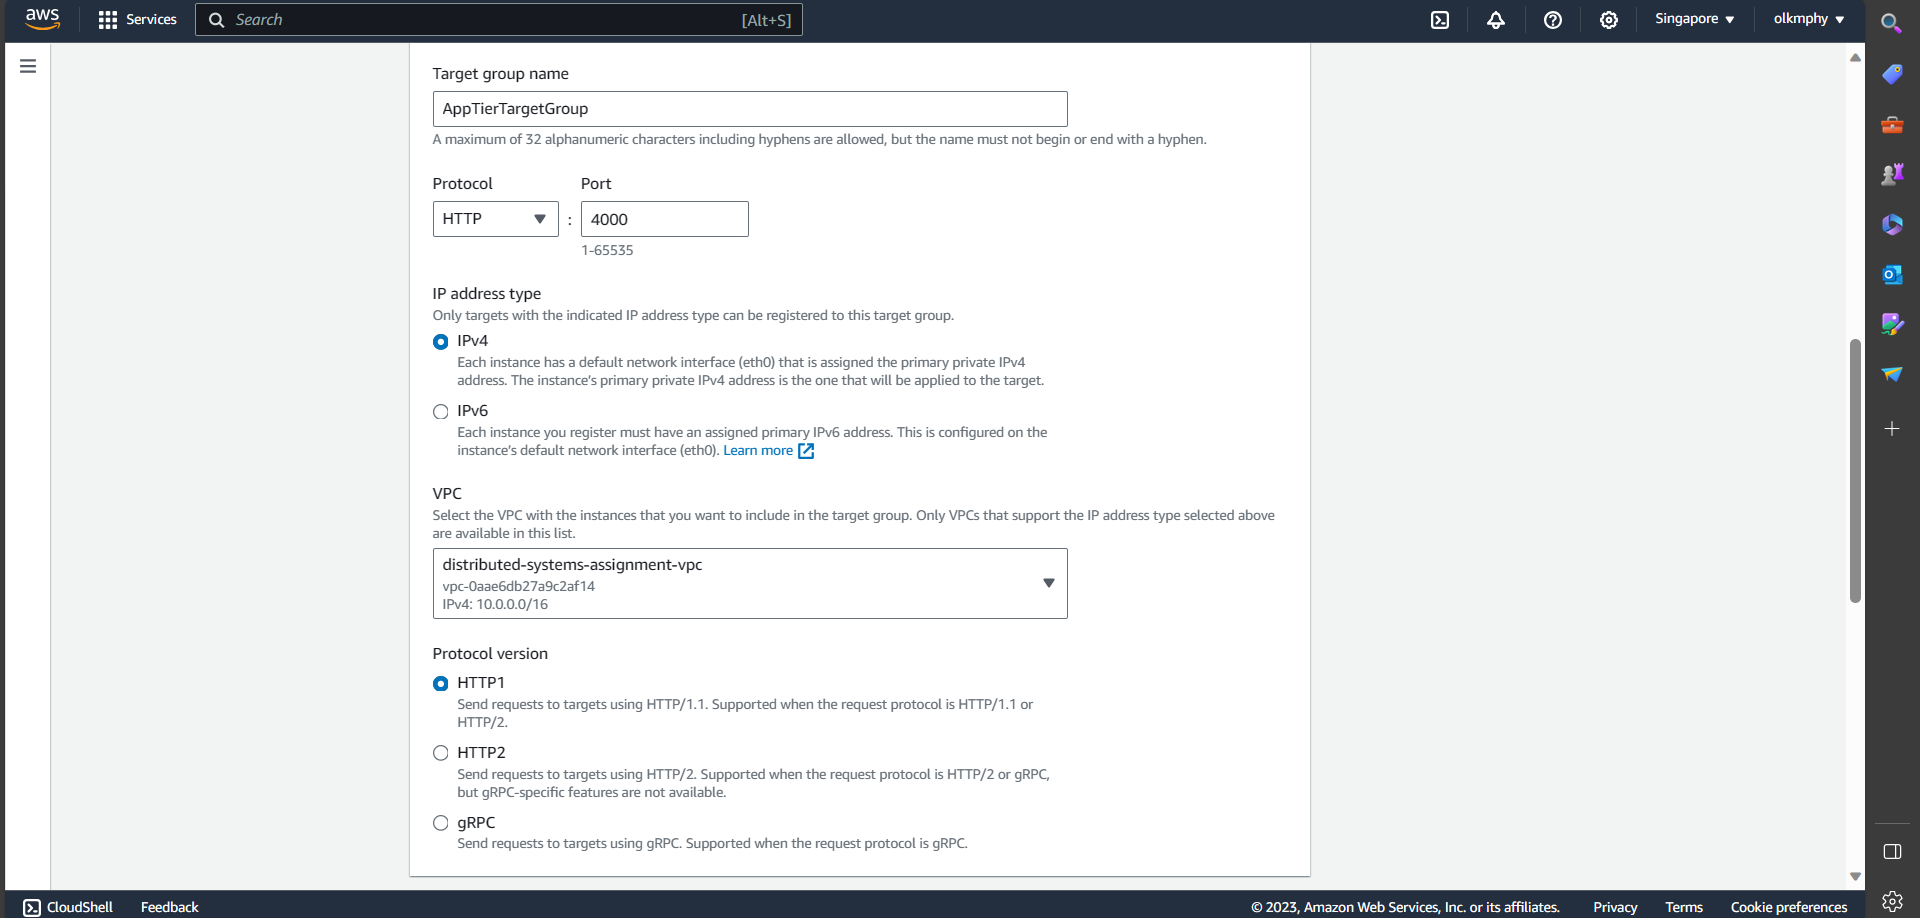 aws
Services
Search
[Alt+S]
Singapore
olkmphy
Target group name
AppTierTargetGroup
A maximum of 32 alphanumeric characters including hyphens are allowed, but the name must not begin or end with a hyphen.
Protocol
Port
HTTP
:
4000
1-65535
IP address type
Only targets with the indicated IP address type can be registered to this target group.
IPv4
Each instance has a default network interface (eth0) that is assigned the primary private IPv4
address. The instance's primary private IPv4 address is the one that will be applied to the target.
IPv6
Each instance you register must have an assigned primary IPv6 address. This is configured on the
instance's default network interface (eth0). Learn more
VPC
Select the VPC with the instances that you want to include in the target group. Only VPCs that support the IP address type selected above
are available in this list.
distributed-systems-assignment-vpc
vpc-0aae6db27a9c2af14
IPv4: 10.0.0.0/16
Protocol version
HTTP1
Send requests to targets using HTTP/1.1. Supported when the request protocol is HTTP/1.1 or
HTTP/2.
HTTP2
Send requests to targets using HTTP/2. Supported when the request protocol is HTTP/2 or gRPC,
but gRPC-specific features are not available.
gRPC
Send requests to targets using gRPC. Supported when the request protocol is gRPC.
CloudShell
Feedback
© 2023, Amazon Web Services, Inc. or its affiliates.
Privacy
Terms
Cookie preferences